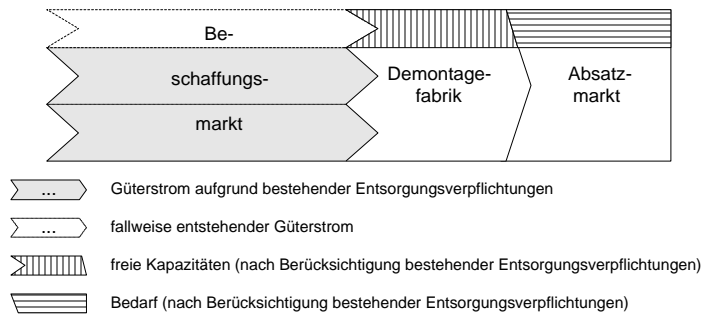 Be-
schaffungs-
markt
Demontage-
fabrik
Absatz-
markt
... Güterstrom aufgrund bestehender Entsorgungsverpflichtungen
... fallweise entstehender Güterstrom
freie Kapazitäten (nach Berücksichtigung bestehender Entsorgungsverpflichtungen)
Bedarf (nach Berücksichtigung bestehender Entsorgungsverpflichtungen)